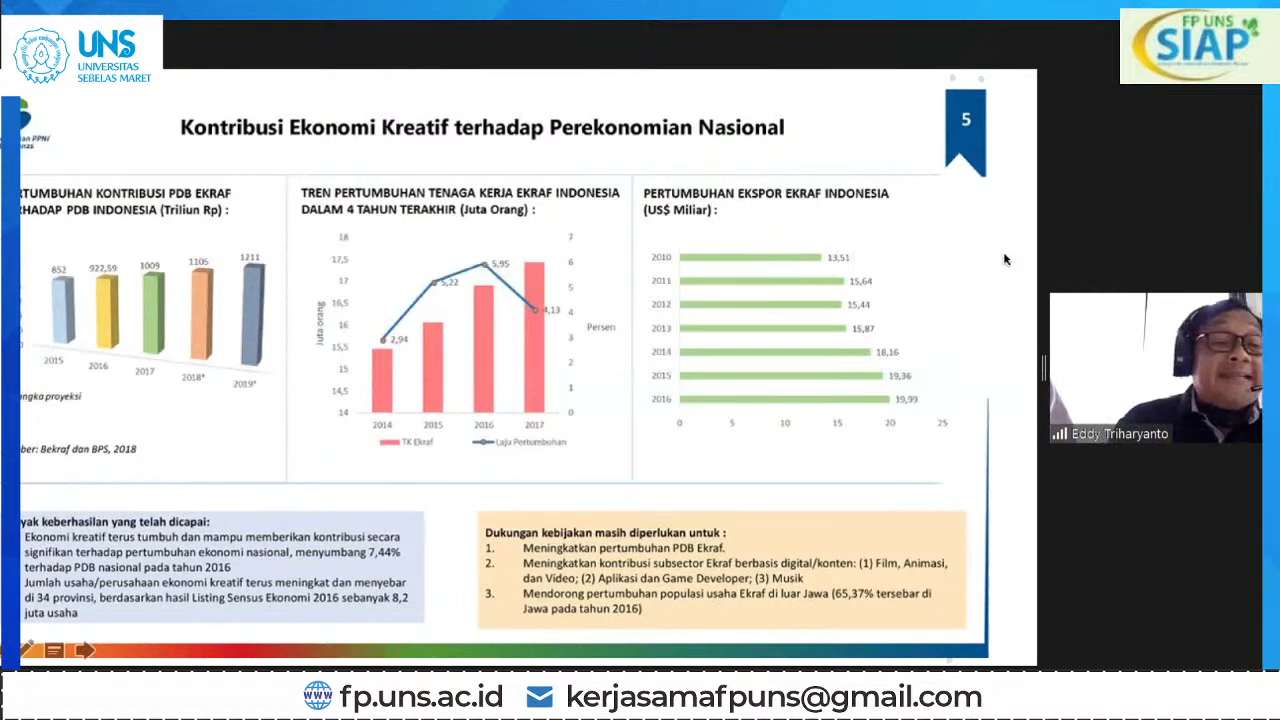 UNS
UNIVERSITAS
SEBELAS MARET
FP UNS
SIAP
5
Kontribusi Ekonomi Kreatif terhadap Perekonomian Nasional
RTUMBUHAN KONTRIBUSI PDB EKRAF
RHADAP PDB INDONESIA (Triliun Rp) :
852
922,59
1009
1105
1211
2015
2016
2017
2018*
2019*
ngka proyeksi
ber: Bekraf dan BPS, 2018
TREN PERTUMBUHAN TENAGA KERJA EKRAF INDONESIA
DALAM 4 TAHUN TERAKHIR (Juta Orang) :
18
17,5
17
16,5
16
15,5
15
14,5
14
Juta orang
7
6
5
4
3
2
1
0
Persen
2,94
5,22
5,95
4,13
2014
2015
2016
2017
TK Ekraf
Laju Pertumbuhan
PERTUMBUHAN EKSPOR EKRAF INDONESIA
(US$ Miliar) :
2010 13,51
2011 15,64
2012 15,44
2013 15,87
2014 18,16
2015 19,36
2016 19,99
0 5 10 15 20 25
yak keberhasilan yang telah dicapai:
Ekonomi kreatif terus tumbuh dan mampu memberikan kontribusi secara
signifikan terhadap pertumbuhan ekonomi nasional, menyumbang 7,44%
terhadap PDB nasional pada tahun 2016
Jumlah usaha/perusahaan ekonomi kreatif terus meningkat dan menyebar
di 34 provinsi, berdasarkan hasil Listing Sensus Ekonomi 2016 sebanyak 8,2
juta usaha
Dukungan kebijakan masih diperlukan untuk :
1. Meningkatkan pertumbuhan PDB Ekraf.
2. Meningkatkan kontribusi subsector Ekraf berbasis digital/konten: (1) Film, Animasi,
dan Video; (2) Aplikasi dan Game Developer; (3) Musik
3. Mendorong pertumbuhan populasi usaha Ekraf di luar Jawa (65,37% tersebar di
Jawa pada tahun 2016)
Eddy Triharyanto
fp.uns.ac.id
kerjasamafpuns@gmail.com